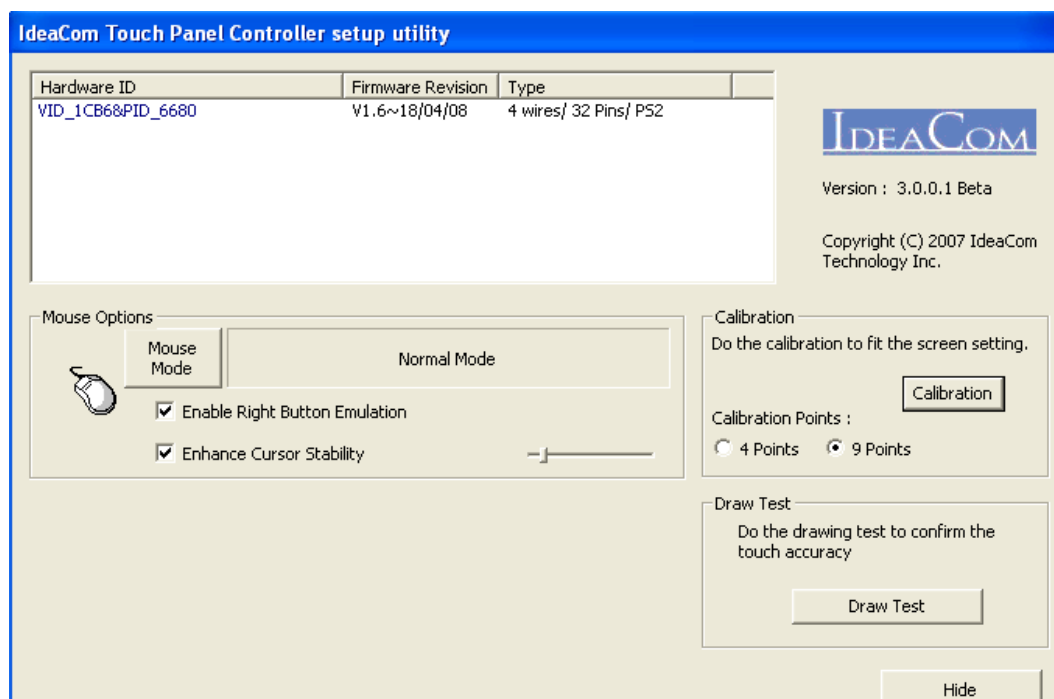 IdeaCom Touch Panel Controller setup utility
Hardware ID Firmware Revision Type
VID_1CB6&PID_6680 V1.6~18/04/08 4 wires/ 32 Pins/ PS2
IDEACOM
Version : 3.0.0.1 Beta
Copyright (C) 2007 IdeaCom
Technology Inc.
Mouse Options
Mouse
Mode
Normal Mode
Enable Right Button Emulation
Enhance Cursor Stability
Calibration
Do the calibration to fit the screen setting.
Calibration
Calibration Points :
4 Points 9 Points
Draw Test
Do the drawing test to confirm the
touch accuracy
Draw Test
Hide